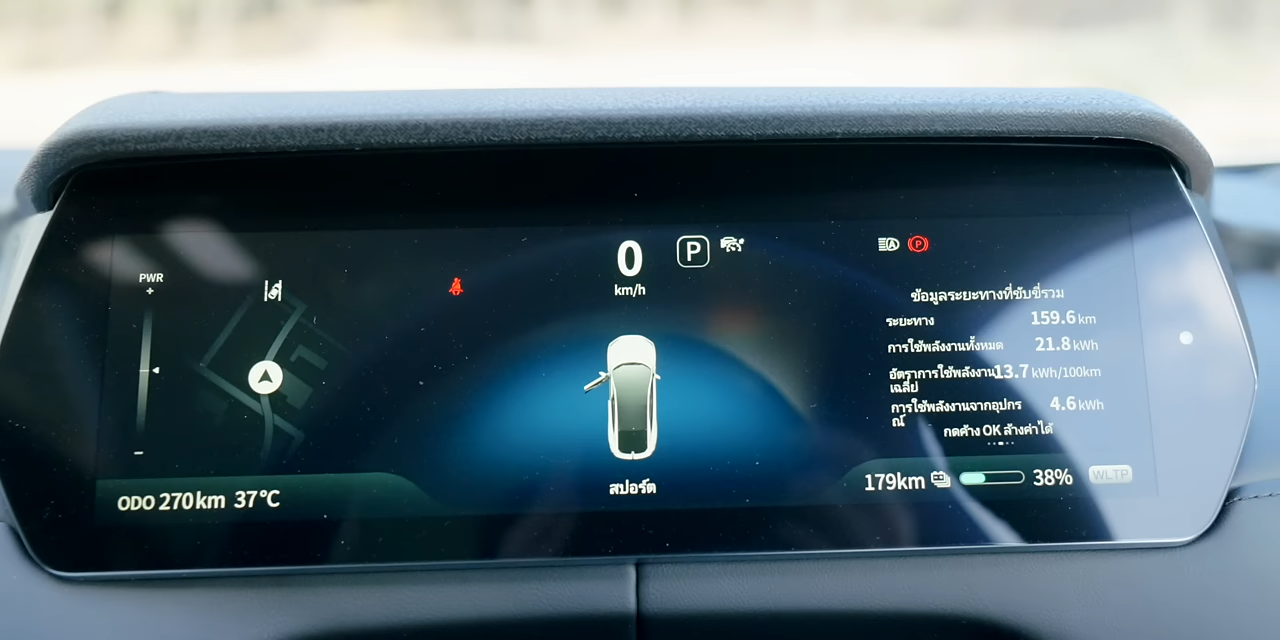 0
km/h
P
PWR
+
-
A
P
ข้อมูลระยะทางที่ขับขี่รวม
ระยะทาง 159.6 km
การใช้พลังงานทั้งหมด 21.8 kWh
อัตราการใช้พลังงาน 13.7 kWh/100km
เฉลี่ย
การใช้พลังงานจากอุปกร 4.6 kWh
ณ์
กดค้าง OK ล้างค่าได้
สปอร์ต
ODO 270 km 37°C
179km 38% WLTP